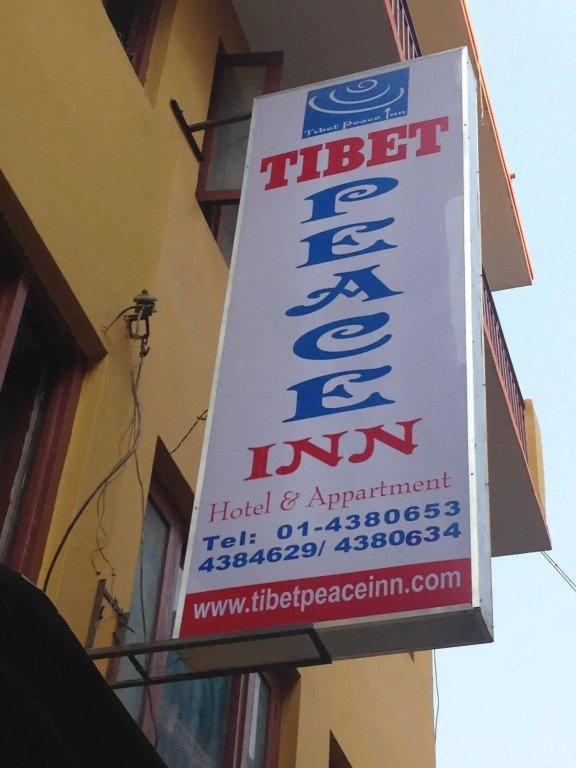 Tibet Peace Inn
TIBET
PEACE
INN
Hotel & Appartment
Tel: 01-4380653
4384629/ 4380634
www.tibetpeaceinn.com